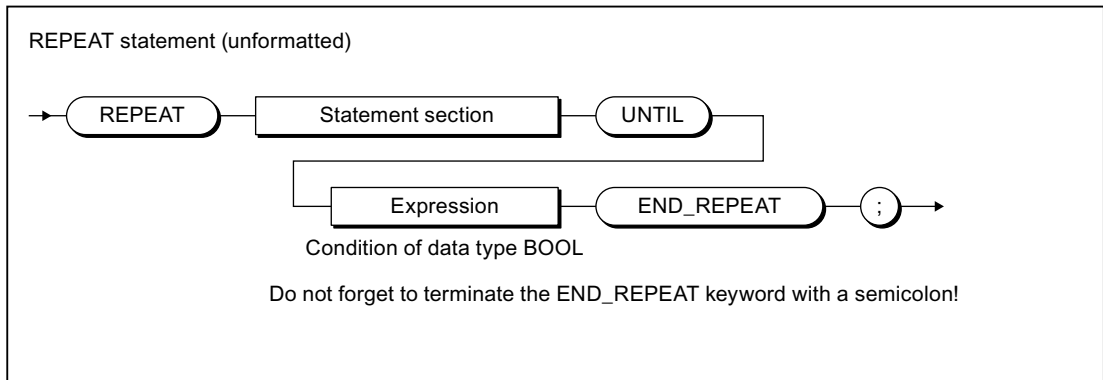 REPEAT statement (unformatted)
REPEAT Statement section UNTIL
Expression END_REPEAT ;
Condition of data type BOOL
Do not forget to terminate the END_REPEAT keyword with a semicolon!